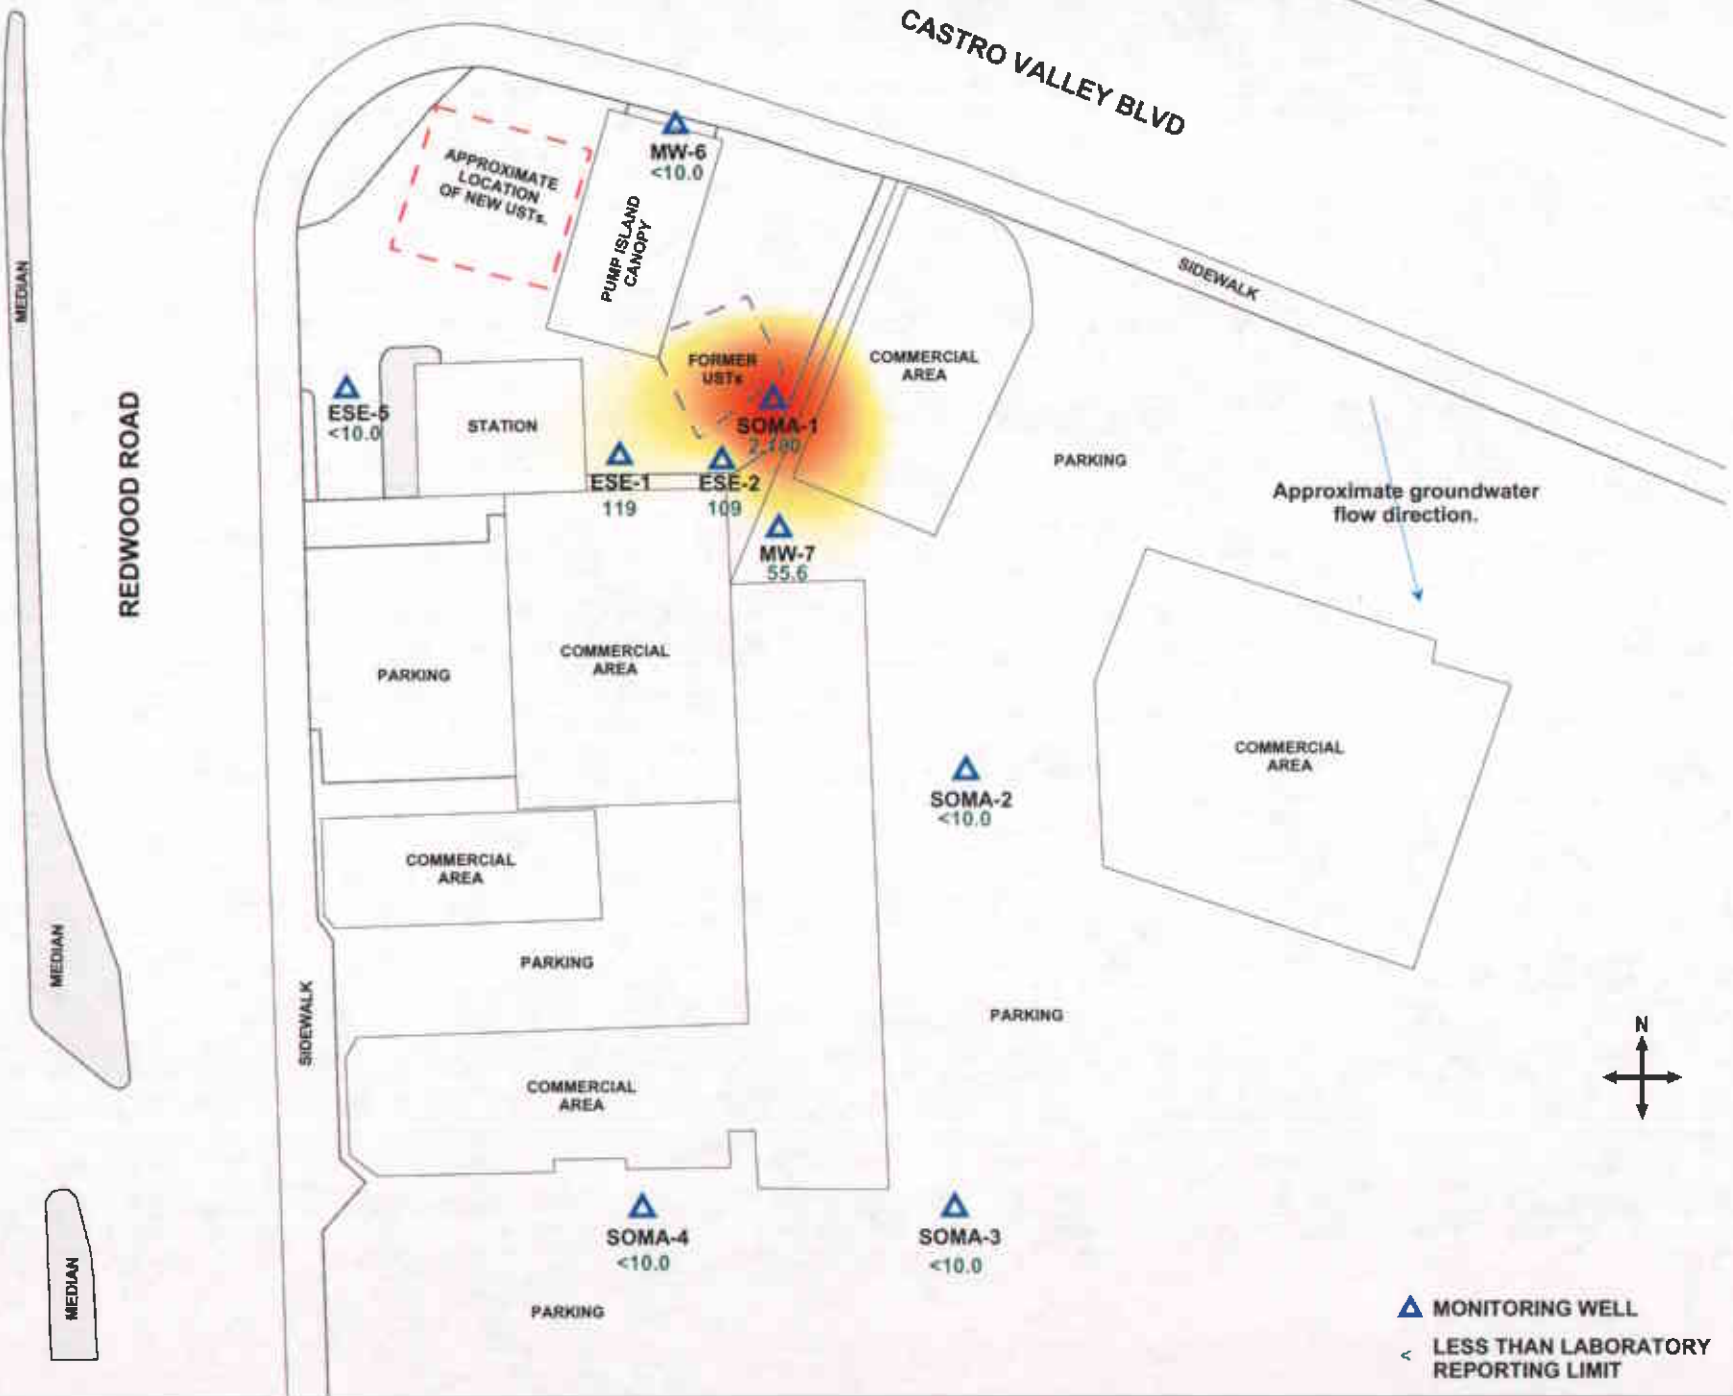 CASTRO VALLEY BLVD
MW-6
<10.0
APPROXIMATE
LOCATION
OF NEW USTs.
PUMP ISLAND
CANOPY
SIDEWALK
MEDIAN
FORMER
USTs
COMMERCIAL
AREA
ESE-5
<10.0
STATION
SOMA-1
REDWOOD ROAD
PARKING
ESE-1
119
ESE-2
109
Approximate groundwater
flow direction.
MW-7
55.6
PARKING
COMMERCIAL
AREA
COMMERCIAL
AREA
SOMA-2
<10.0
COMMERCIAL
AREA
MEDIAN
PARKING
SIDEWALK
PARKING
N
COMMERCIAL
AREA
SOMA-4
<10.0
SOMA-3
<10.0
MEDIAN
PARKING
MONITORING WELL
< LESS THAN LABORATORY
REPORTING LIMIT